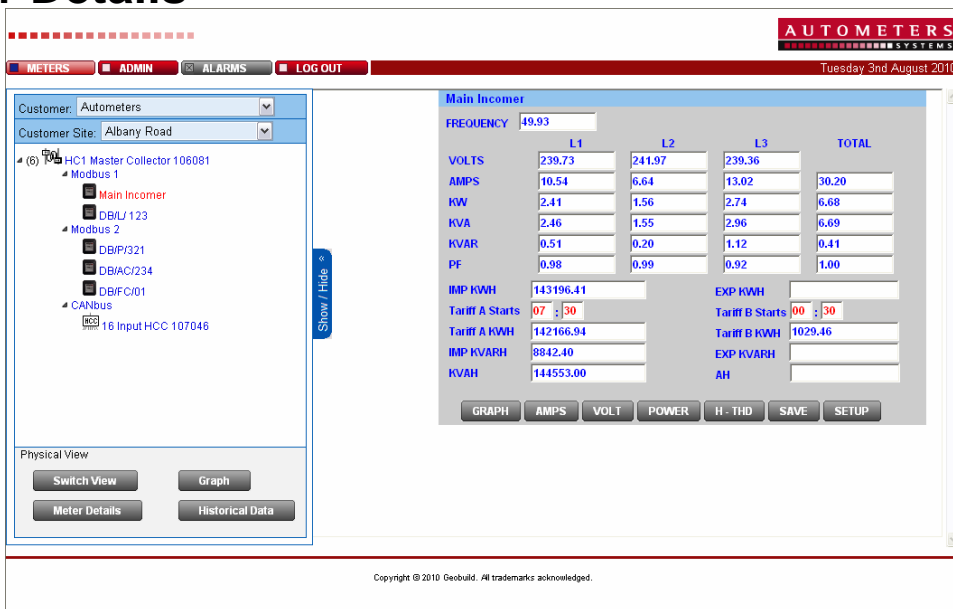 r Details
AUTOMETERS
SYSTEMS
METERS ADMIN ALARMS LOG OUT Tuesday 3nd August 2010
Customer: Autometers
Customer Site: Albany Road
(6) HC1 Master Collector 106081
Modbus 1
Main Incomer
DB/L/ 123
Modbus 2
DB/P/321
DB/AC/234
DB/FC/01
CANbus
HCC 16 Input HCC 107046
Physical View
Switch View Graph
Meter Details Historical Data
Show / Hide «
Main Incomer
FREQUENCY 49.93
L1 L2 L3 TOTAL
VOLTS 239.73 241.97 239.36
AMPS 10.54 6.64 13.02 30.20
KW 2.41 1.56 2.74 6.68
KVA 2.46 1.55 2.96 6.69
KVAR 0.51 0.20 1.12 0.41
PF 0.98 0.99 0.92 1.00
IMP KWH 143196.41 EXP KWH
Tariff A Starts 07 : 30 Tariff B Starts 00 : 30
Tariff A KWH 142166.94 Tariff B KWH 1029.46
IMP KVARH 8842.40 EXP KVARH
KVAH 144553.00 AH
GRAPH AMPS VOLT POWER H - THD SAVE SETUP
Copyright © 2010 Geobuild. All trademarks acknowledged.